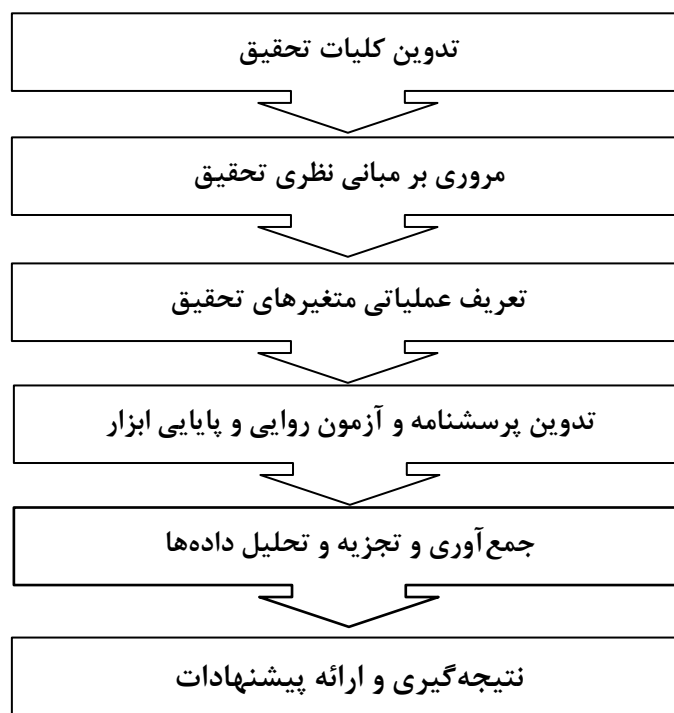 تدوین کلیات تحقیق
مروری بر مبانی نظری تحقیق
تعریف عملیاتی متغیرهای تحقیق
تدوین پرسشنامه و آزمون روایی و پایایی ابزار
جمع‌آوری و تجزیه و تحلیل داده‌ها
نتیجه‌گیری و ارائه پیشنهادات